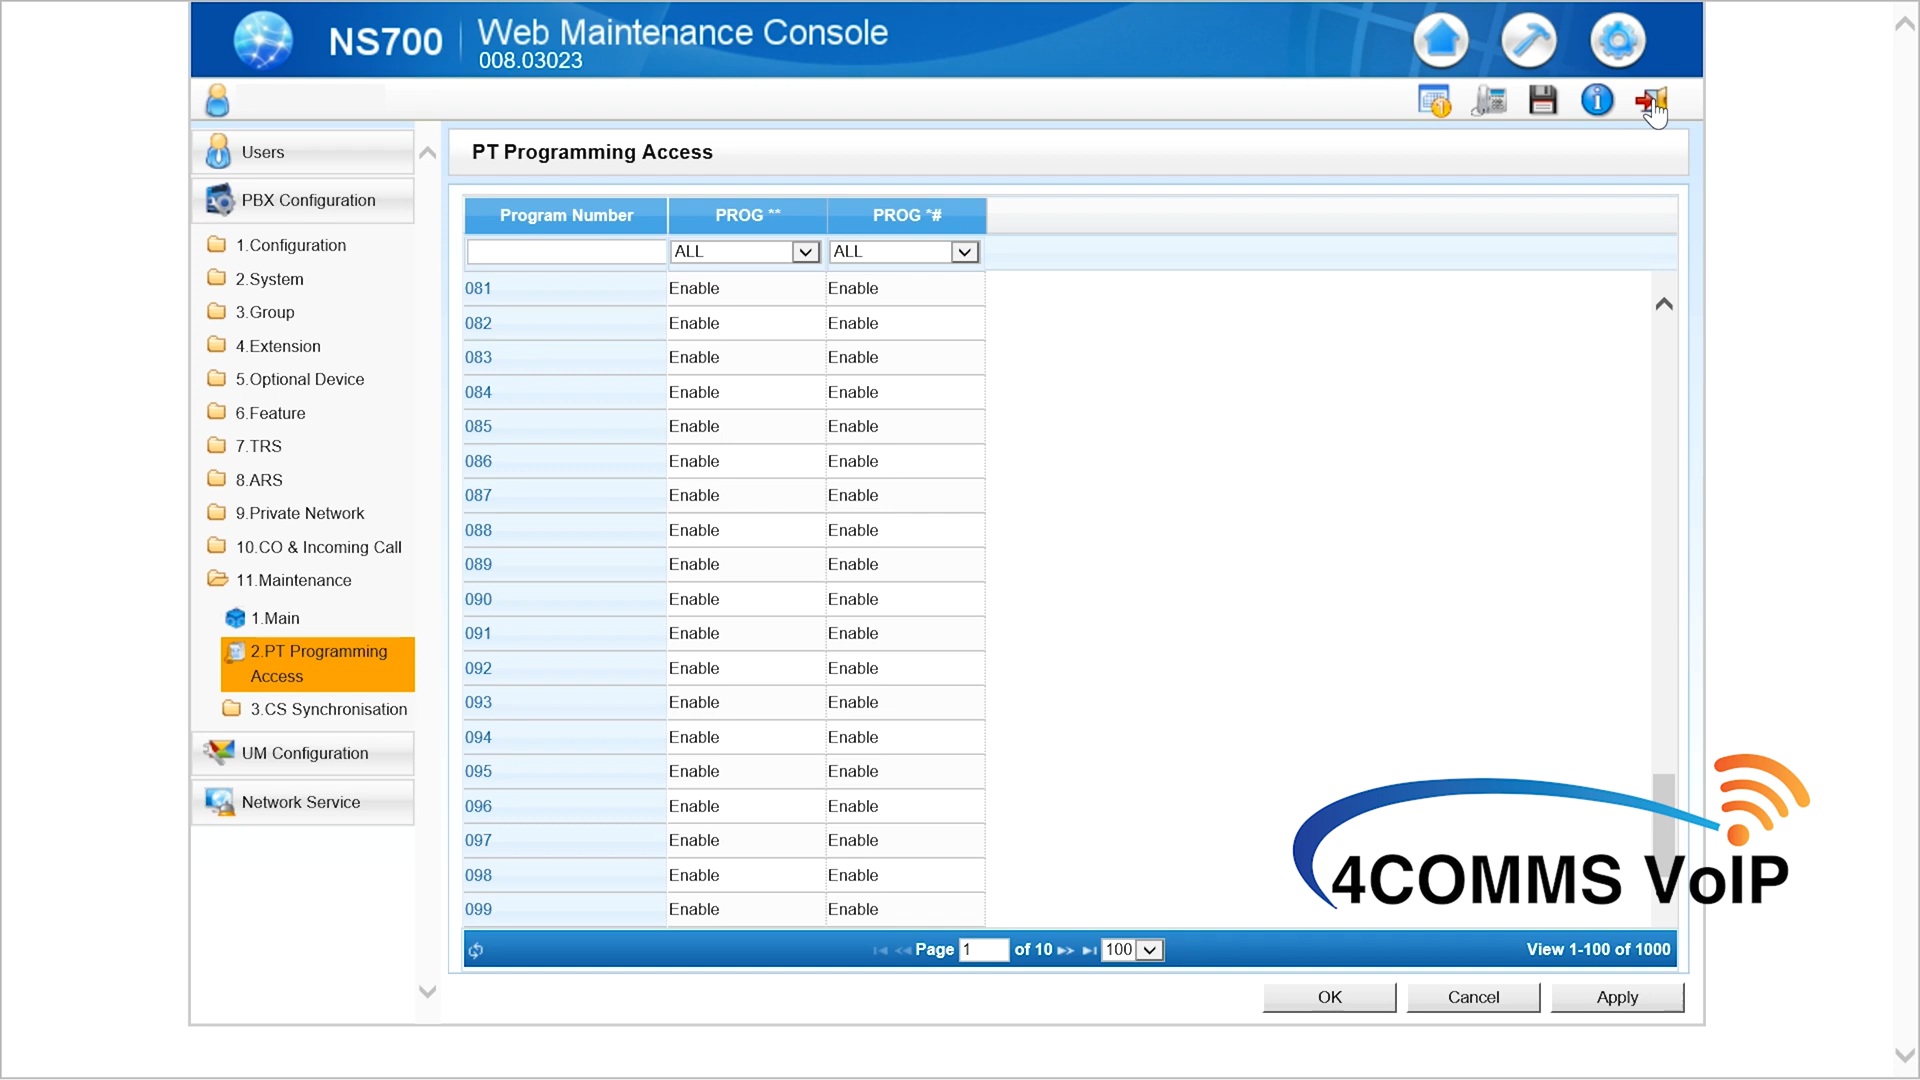 NS700
Web Maintenance Console
008.03023
Users
PBX Configuration
1.Configuration
2.System
3.Group
4.Extension
5.Optional Device
6.Feature
7.TRS
8.ARS
9.Private Network
10.CO & Incoming Call
11.Maintenance
1.Main
2.PT Programming
Access
3.CS Synchronisation
UM Configuration
Network Service
PT Programming Access
Program Number PROG ** PROG *#
ALL ALL
081 Enable Enable
082 Enable Enable
083 Enable Enable
084 Enable Enable
085 Enable Enable
086 Enable Enable
087 Enable Enable
088 Enable Enable
089 Enable Enable
090 Enable Enable
091 Enable Enable
092 Enable Enable
093 Enable Enable
094 Enable Enable
095 Enable Enable
096 Enable Enable
097 Enable Enable
098 Enable Enable
099 Enable Enable
Page 1 of 10 100 View 1-100 of 1000
OK Cancel Apply
4COMMS VoIP